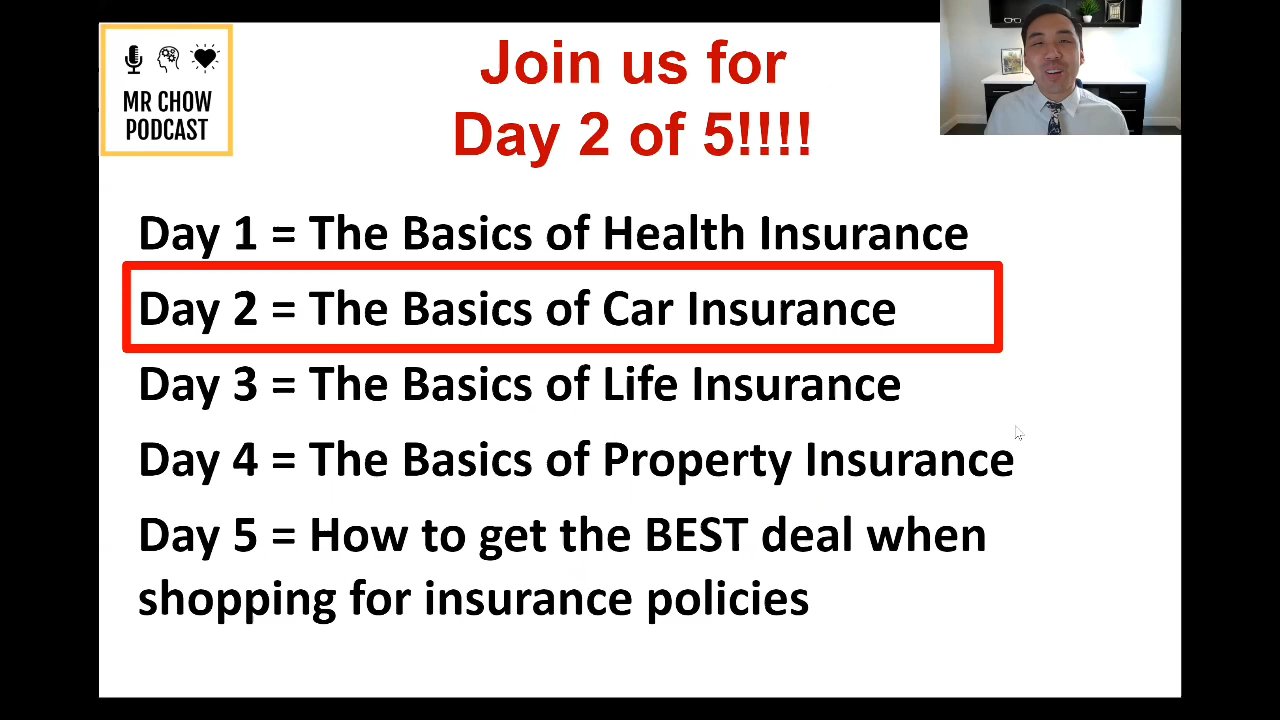 MR CHOW
PODCAST
Join us for
Day 2 of 5!!!!
Day 1 = The Basics of Health Insurance
Day 2 = The Basics of Car Insurance
Day 3 = The Basics of Life Insurance
Day 4 = The Basics of Property Insurance
Day 5 = How to get the BEST deal when
shopping for insurance policies